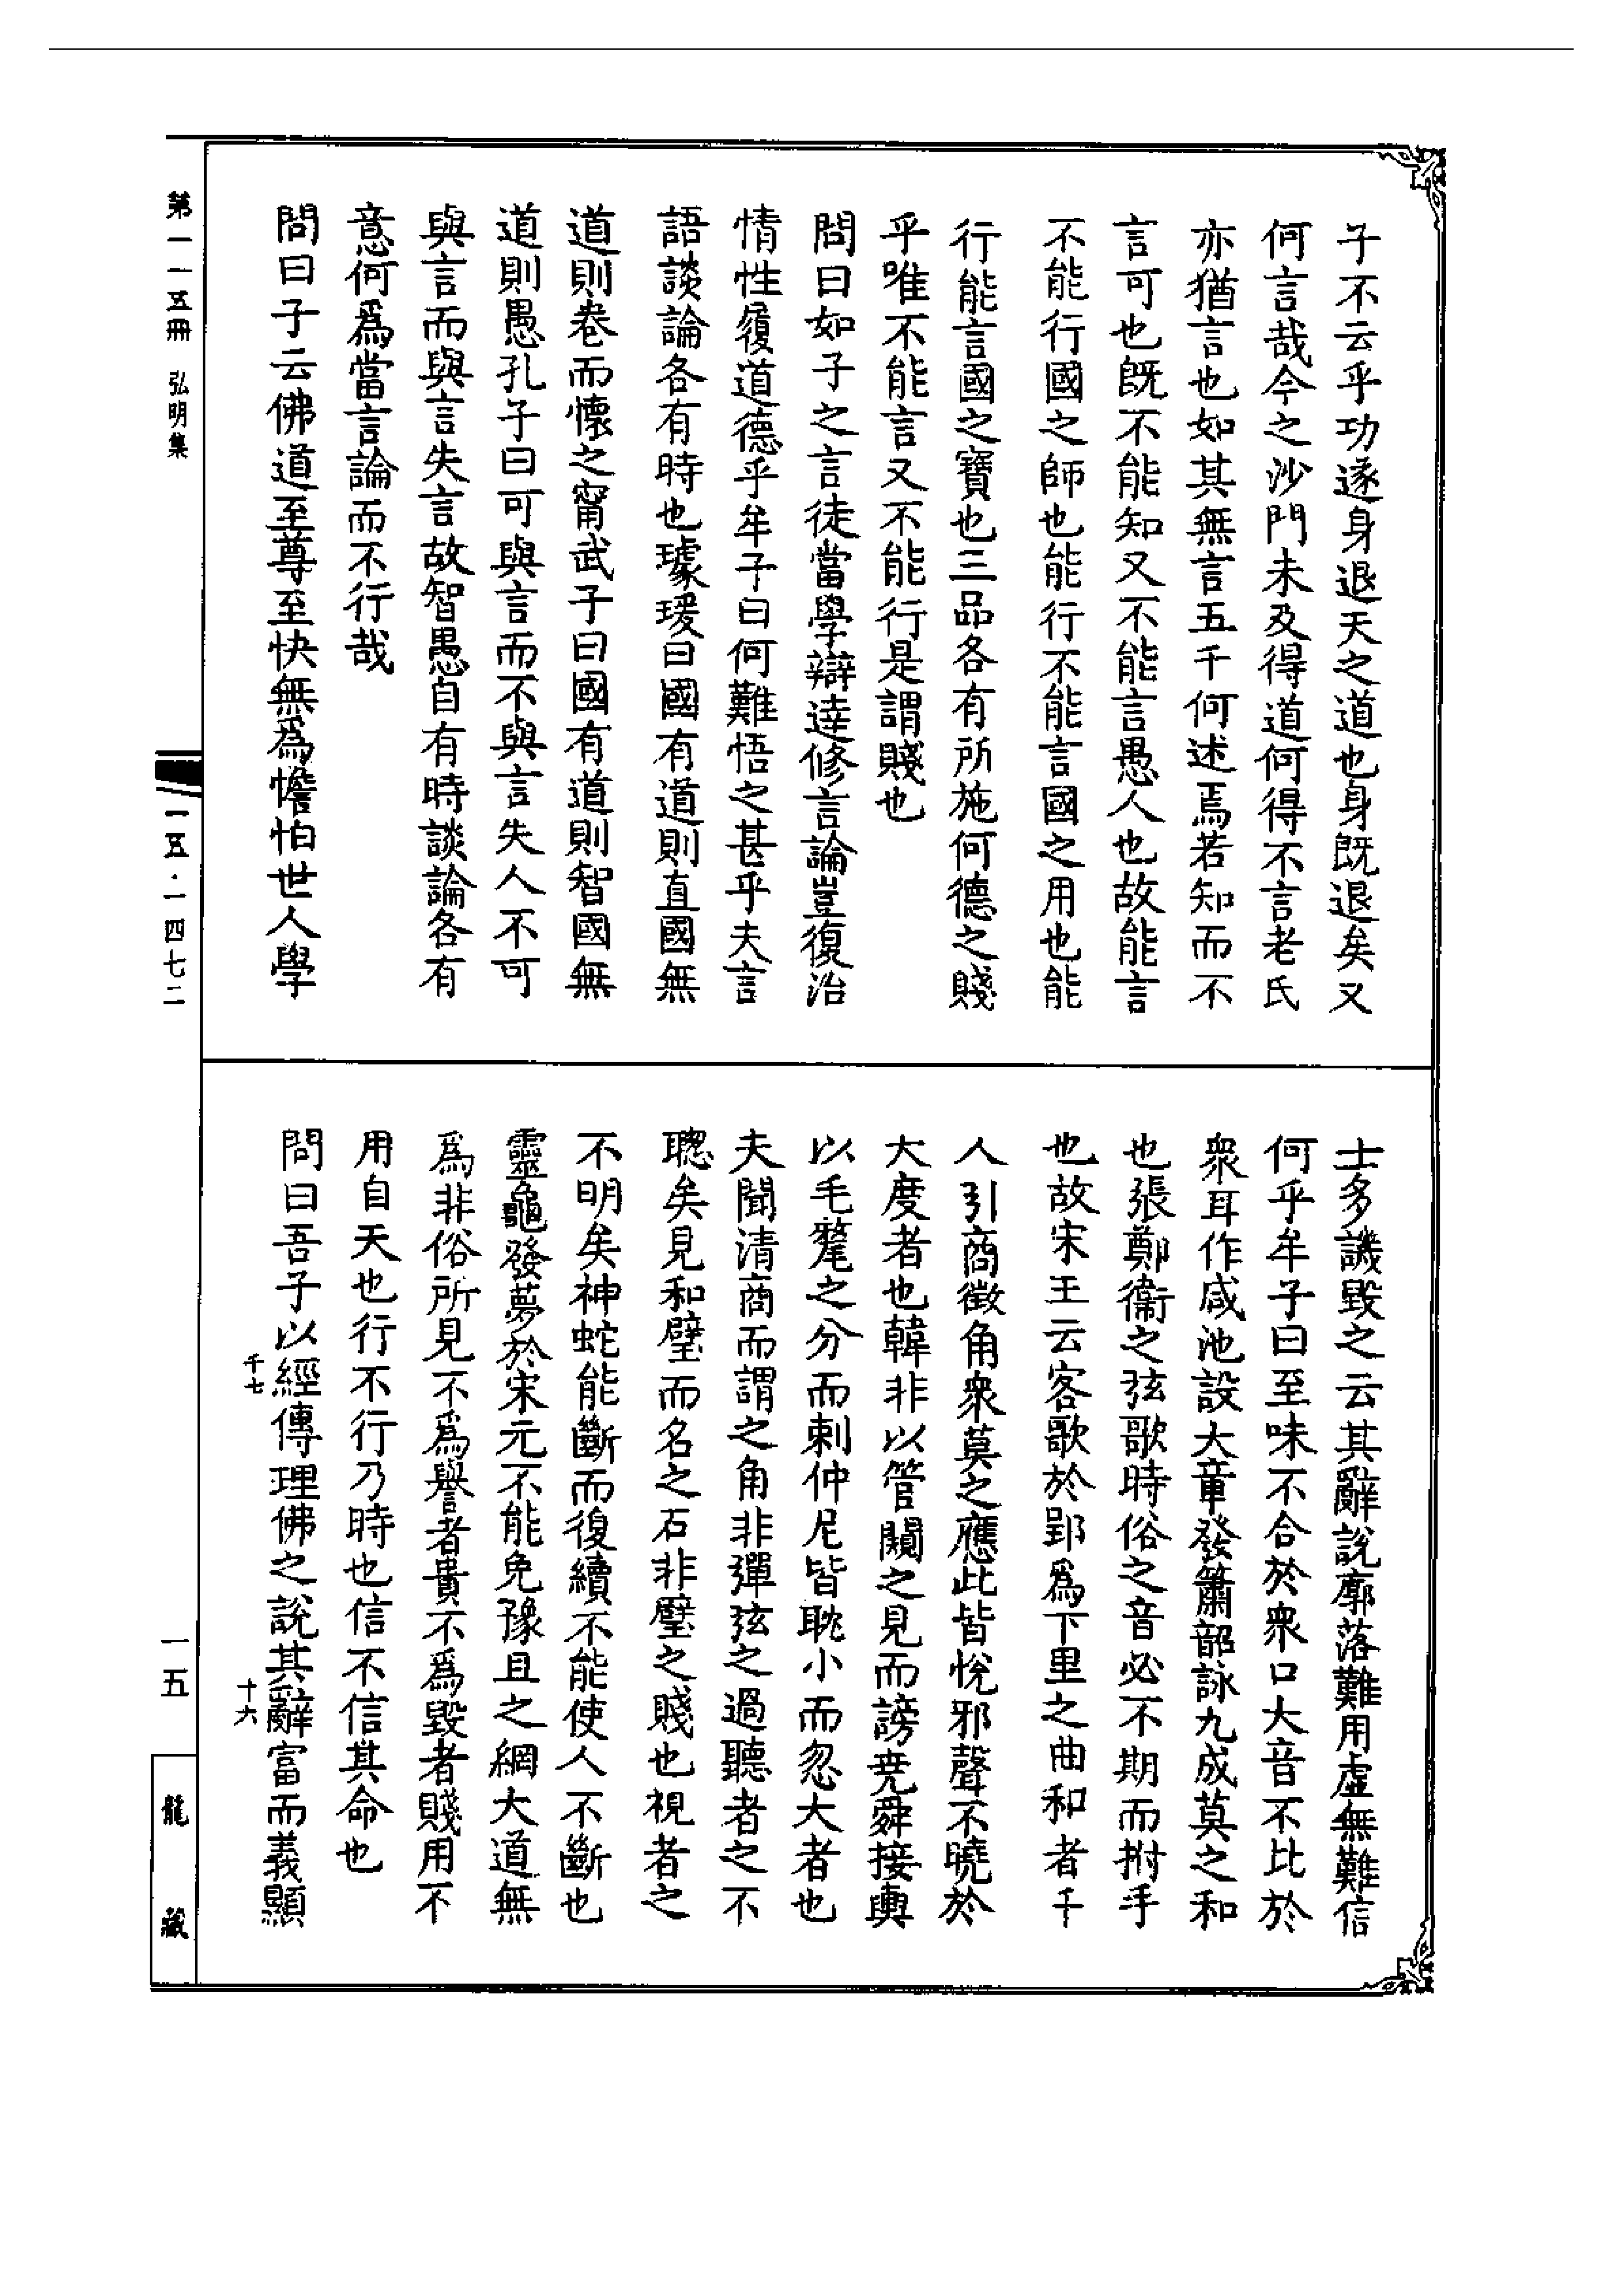 子不云乎功遂身退天之道也身既退矣又
何言哉今之沙門未及得道何得不言老氏
亦猶言也如其無言五千何述焉若知而不
言可也既不能知又不能言愚人也故能言
不能行國之師也能行不能言國之用也能
行能言國之寶也三品各有所施何德之賤
乎唯不能言又不能行是謂賤也
問曰如子之言徒當學辯達修言論豈復治
情性履道德乎牟子曰何難悟之甚乎夫言
語談論各有時也璩瑗曰國有道則直國無
道則卷而懷之甯武子曰國有道則智國無
道則愚孔子曰可與言而不與言失人不可
與言而與言失言故智愚自有時談論各有
意何爲當言論而不行哉
問曰子云佛道至尊至快無爲憺怕世人學
士多譏毀之云其辭說廓落難用虛無難信
何乎牟子曰至味不合於衆口大音不比於
衆耳作咸池設大章發簫韶詠九成莫之和
也張鄭衞之弦歌時俗之音必不期而拊手
也故宋玉云客歌於郢爲下里之曲和者千
人引商徵角衆莫之應此皆悅邪聲不曉於
大度者也韓非以管闚之見而謗堯舜接輿
以毛氂之分而刺仲尼皆躭小而忽大者也
夫聞清商而謂之角非彈弦之過聽者之不
聰矣見和璧而名之石非璧之賤也視者之
不明矣神蛇能斷而復續不能使人不斷也
靈龜發夢於宋元不能免豫且之網大道無
爲非俗所見不爲譽者貴不爲毀者賤用不
用自天也行不行乃時也信不信其命也
問曰吾子以經傳理佛之說其辭富而義顯
千七
十六
第一一五冊 弘明集
一五·一四七二
一五
龍藏